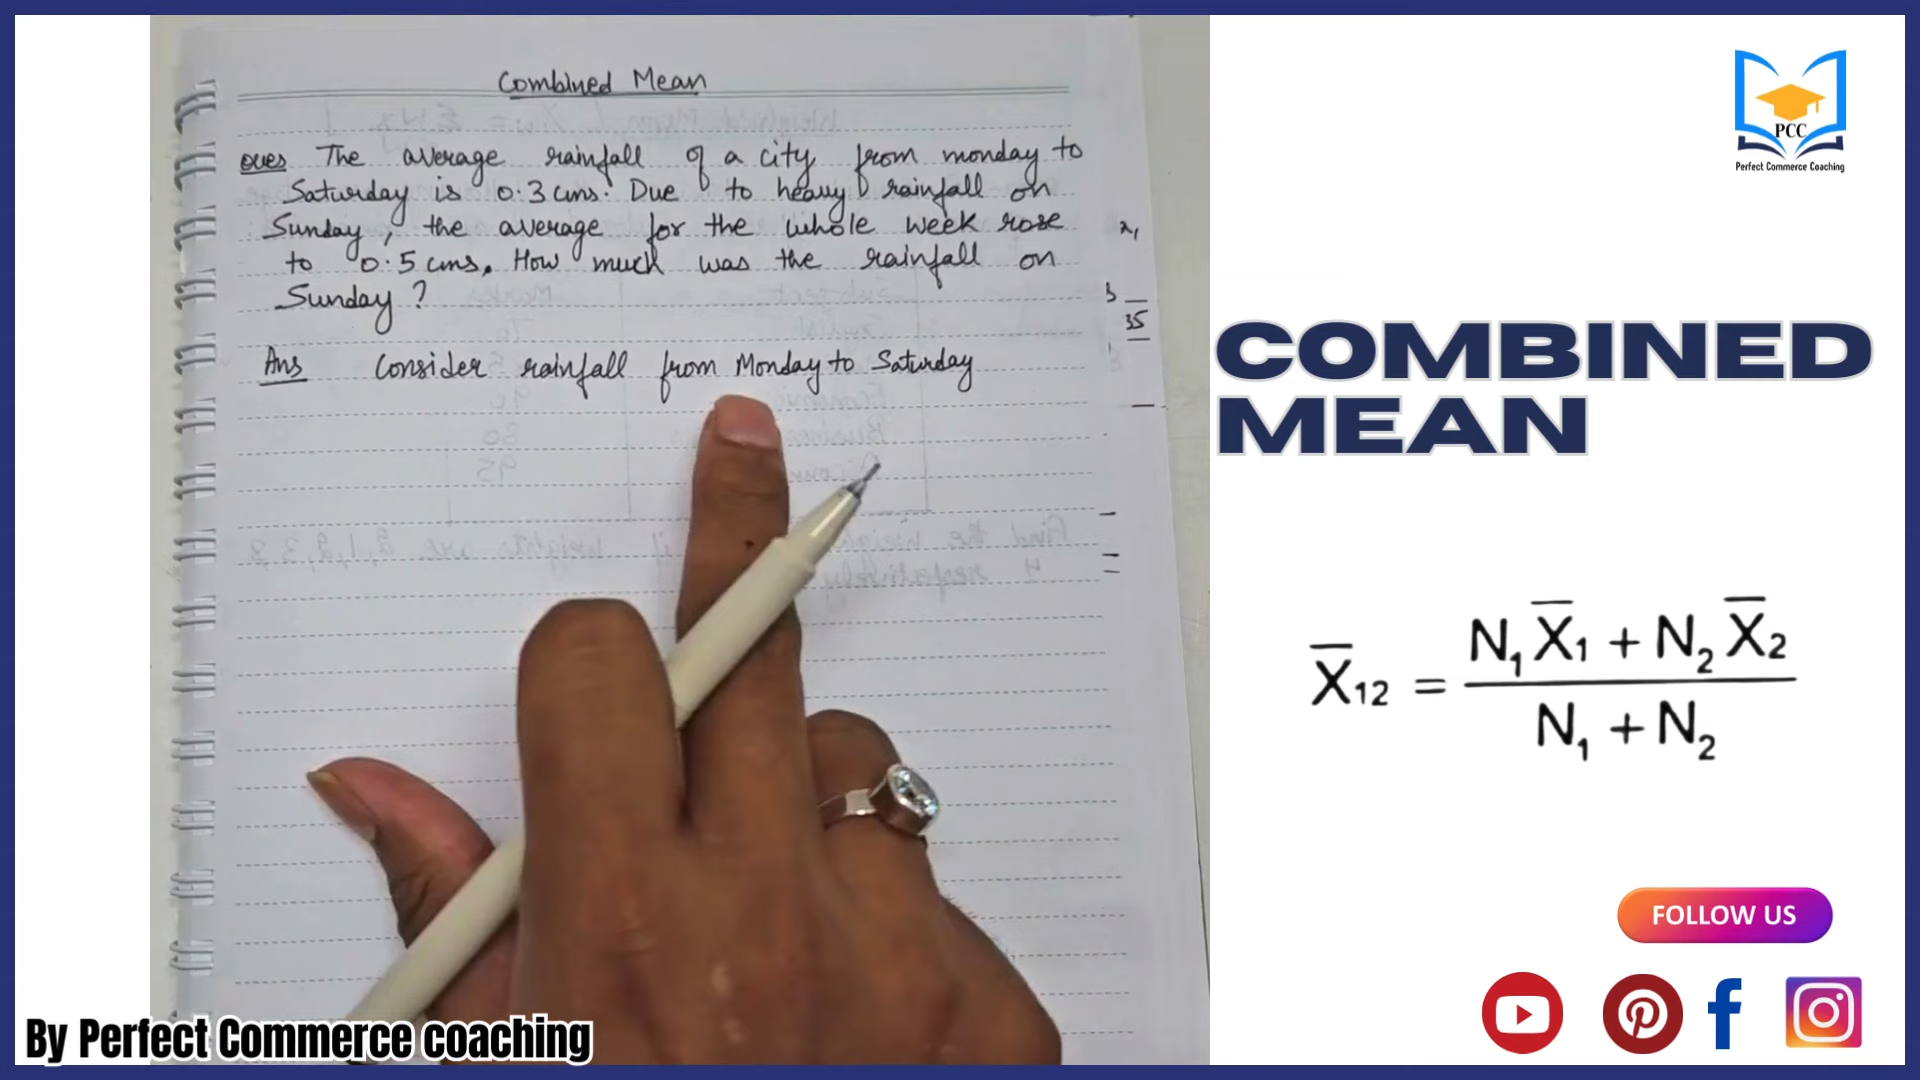 Combined Mean
Ques The average rainfall of a city from monday to
Saturday is 0.3 cms. Due to heavy rainfall on
Sunday, the average for the whole week rose
to 0.5 cms. How much was the rainfall on
Sunday?
Ans Consider rainfall from Monday to Saturday
35
PCC
Perfect Commerce Coaching
COMBINED
MEAN
X̅₁₂ = (N₁X̅₁ + N₂X̅₂) / (N₁ + N₂)
FOLLOW US
By Perfect Commerce coaching